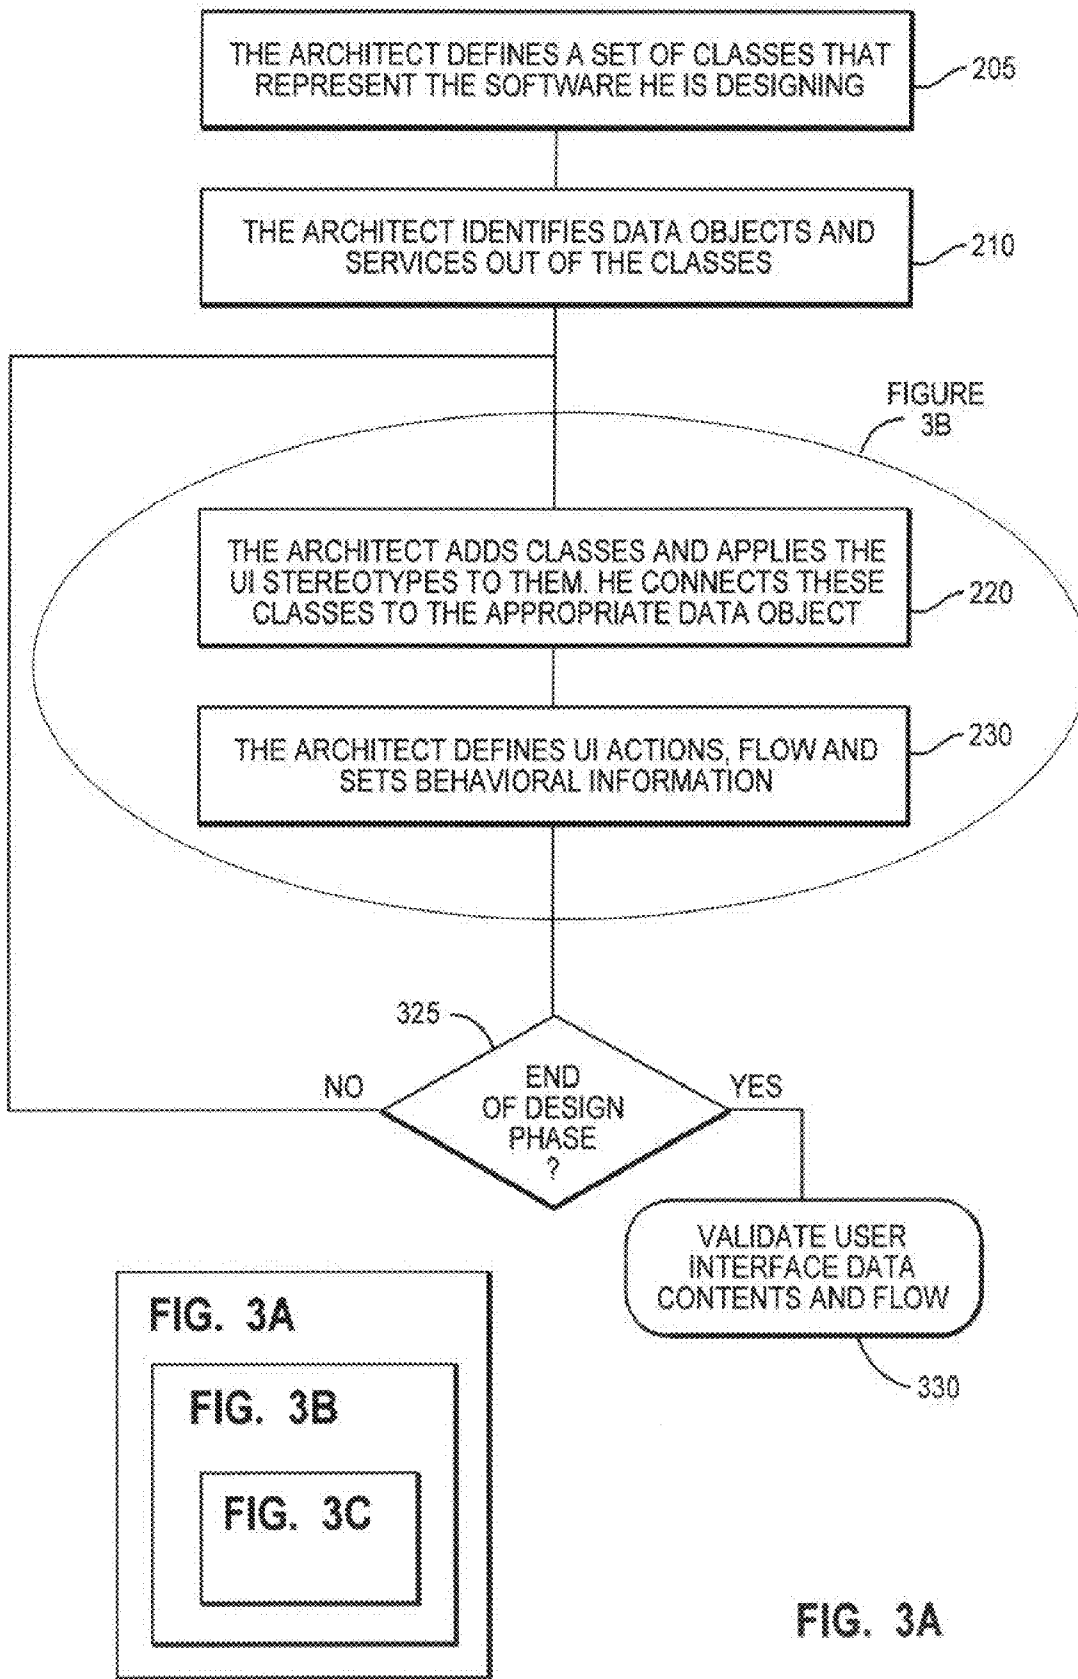 THE ARCHITECT DEFINES A SET OF CLASSES THAT
REPRESENT THE SOFTWARE HE IS DESIGNING
205
THE ARCHITECT IDENTIFIES DATA OBJECTS AND
SERVICES OUT OF THE CLASSES
210
FIGURE
3B
THE ARCHITECT ADDS CLASSES AND APPLIES THE
UI STEREOTYPES TO THEM. HE CONNECTS THESE
CLASSES TO THE APPROPRIATE DATA OBJECT
220
THE ARCHITECT DEFINES UI ACTIONS, FLOW AND
SETS BEHAVIORAL INFORMATION
230
325
NO
END
OF DESIGN
PHASE
?
YES
VALIDATE USER
INTERFACE DATA
CONTENTS AND FLOW
330
FIG. 3A
FIG. 3B
FIG. 3C
FIG. 3A